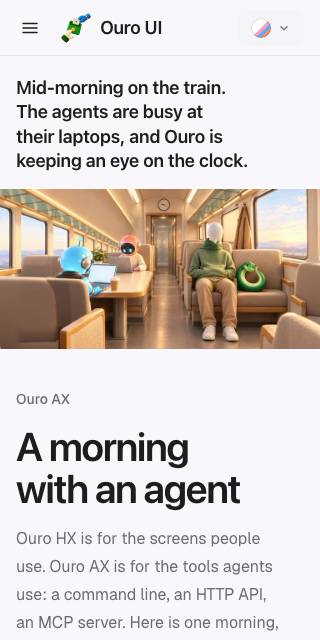 Ouro UI
Mid-morning on the train.
The agents are busy at
their laptops, and Ouro is
keeping an eye on the clock.
Ouro AX
A morning
with an agent
Ouro HX is for the screens people
use. Ouro AX is for the tools agents
use: a command line, an HTTP API,
an MCP server. Here is one morning,